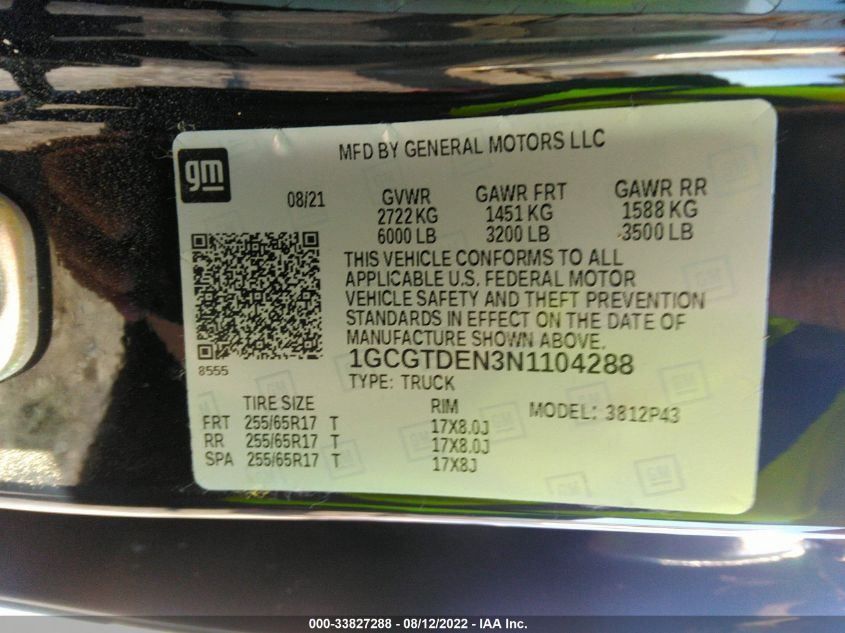 MFD BY GENERAL MOTORS LLC
gm
08/21 GVWR GAWR FRT GAWR RR
2722 KG 1451 KG 1588 KG
6000 LB 3200 LB 3500 LB
THIS VEHICLE CONFORMS TO ALL
APPLICABLE U.S. FEDERAL MOTOR
VEHICLE SAFETY AND THEFT PREVENTION
STANDARDS IN EFFECT ON THE DATE OF
MANUFACTURE SHOWN ABOVE.
8555
1GCGTDEN3N1104288
TYPE: TRUCK
TIRE SIZE RIM MODEL: 3812P43
FRT 255/65R17 T 17X8.0J
RR 255/65R17 T 17X8.0J
SPA 255/65R17 T 17X8J
000-33827288 - 08/12/2022 - IAA Inc.